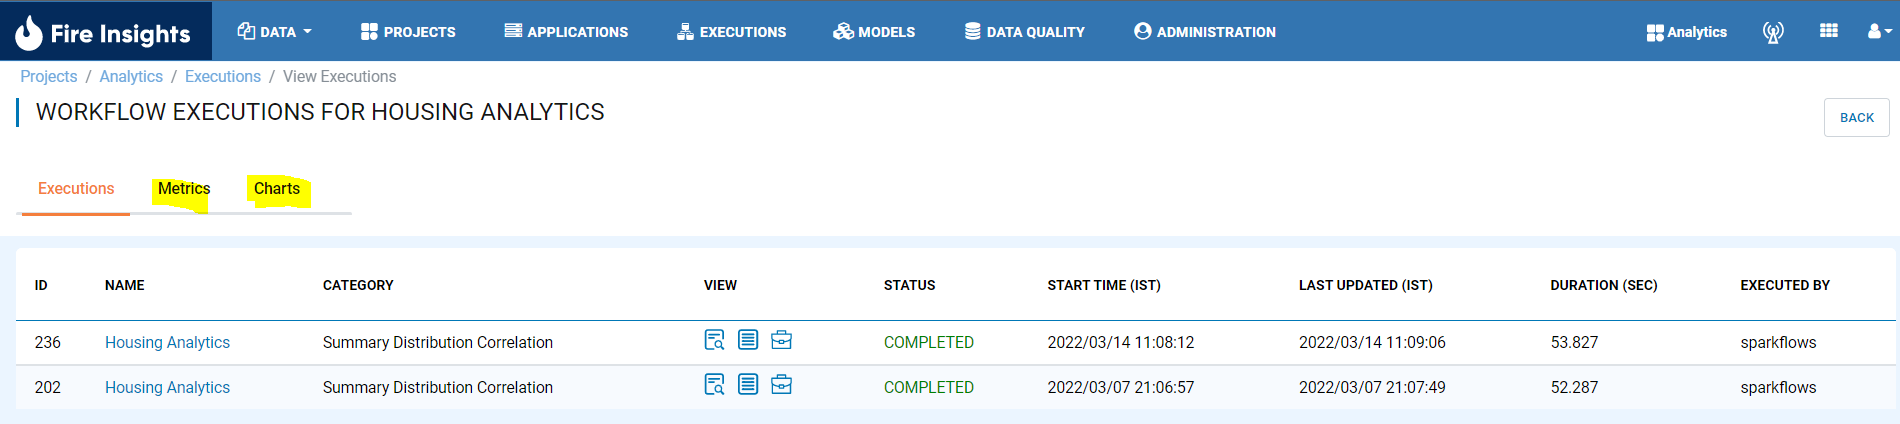 Fire Insights DATA PROJECTS APPLICATIONS EXECUTIONS MODELS DATA QUALITY ADMINISTRATION Analytics
Projects / Analytics / Executions / View Executions
WORKFLOW EXECUTIONS FOR HOUSING ANALYTICS
BACK
Executions Metrics Charts
ID NAME CATEGORY VIEW STATUS START TIME (IST) LAST UPDATED (IST) DURATION (SEC) EXECUTED BY
236 Housing Analytics Summary Distribution Correlation COMPLETED 2022/03/14 11:08:12 2022/03/14 11:09:06 53.827 sparkflows
202 Housing Analytics Summary Distribution Correlation COMPLETED 2022/03/07 21:06:57 2022/03/07 21:07:49 52.287 sparkflows